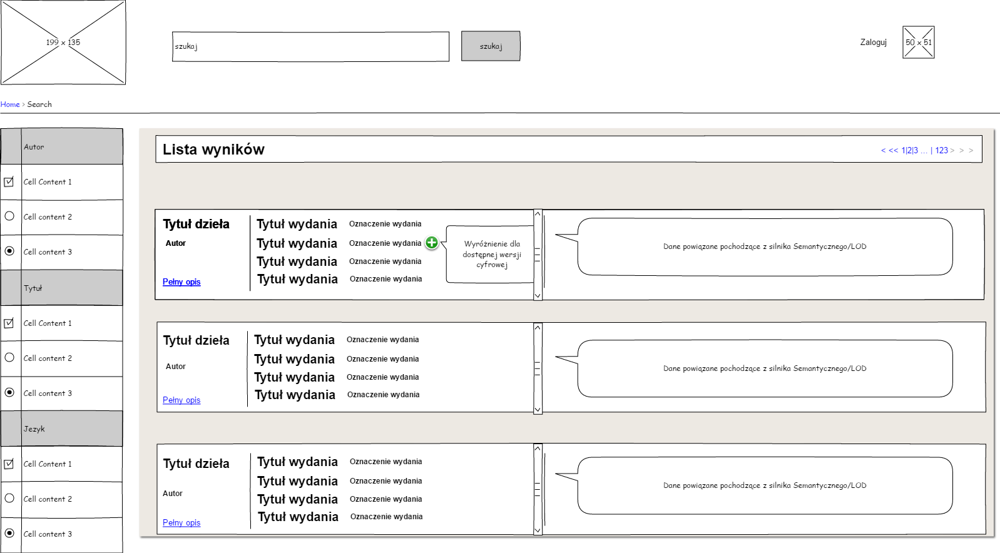 199 x 135
szukaj
szukaj
Zaloguj
50 x 51
Home > Search
Autor
Cell Content 1
Cell content 2
Cell content 3
Tytuł
Cell Content 1
Cell content 2
Cell content 3
Jezyk
Cell Content 1
Cell content 2
Cell content 3
Lista wyników
< << 1|2|3 ... | 123 > > >
Tytuł dzieła
Autor
Pełny opis
Tytuł wydania Oznaczenie wydania
Tytuł wydania Oznaczenie wydania
Tytuł wydania Oznaczenie wydania
Tytuł wydania Oznaczenie wydania
Wyróżnienie dla
dostępnej wersji
cyfrowej
Dane powiązane pochodzące z silnika Semantycznego/LOD
Tytuł dzieła
Autor
Pełny opis
Tytuł wydania Oznaczenie wydania
Tytuł wydania Oznaczenie wydania
Tytuł wydania Oznaczenie wydania
Tytuł wydania Oznaczenie wydania
Dane powiązane pochodzące z silnika Semantycznego/LOD
Tytuł dzieła
Autor
Pełny opis
Tytuł wydania Oznaczenie wydania
Tytuł wydania Oznaczenie wydania
Tytuł wydania Oznaczenie wydania
Tytuł wydania Oznaczenie wydania
Dane powiązane pochodzące z silnika Semantycznego/LOD